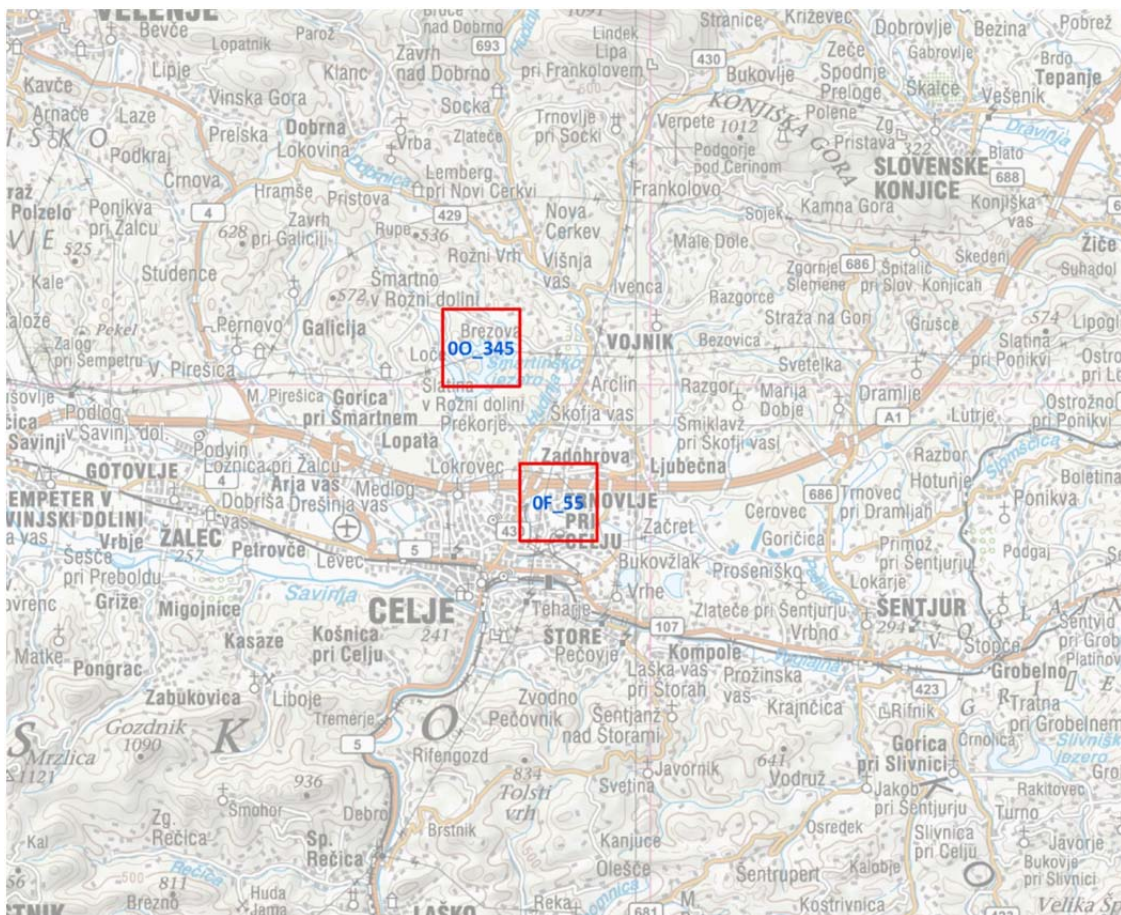 VELENJE
Bevče
Lopatnik
Parož
nad Dobrno
1091
Stranice
Križevec
Dobrovlje
Bezina
Pobrež
Zavrh
nad Dobrno
693
Lindek
Lipa
pri Frankolovem
430
Zeče
Gabrovlje
Brdo
Tepanje
Kavče
Lipje
Klanc
Bukovlje
Spodnje
Preloge
Škalce
Vešenik
Arnače
Laze
Vinska Gora
Socka
KONJIŠKA GORA
Polene
Prelska
Dobrna
Lokovina
Zlateče
Trnovlje
pri Socki
Verpete
1012
Zg.
Pristava
322
Dravinja
Podkraj
Vrba
Podgorje
pod Čerinom
SLOVENSKE
KONJICE
Blato
688
Črnova
Dobrnica
Lemberg
pri Novi Cerkvi
Frankolovo
Polzelo
Ponikva
pri Žalcu
4
Hramše
Pristova
429
Nova
Cerkev
Sojek
Kamna Gora
Konjiška
vas
525
628
Zavrh
pri Galiciji
Rupe
536
Male Dole
Škedenj
Žiče
Kale
Studence
Rožni Vrh
Višnja
vas
Zgornje
Slemene
686
Špitalič
pri Slov. Konjicah
Suhadol
Šmartno
v Rožni dolini
572
Ivenca
Razgorce
Straža na Gori
Grušce
574
Pekel
Zalog
pri Šempetru
Pernovo
Galicija
Brezova
0O_345
VOJNIK
Bezovica
Slatina
pri Ponikvi
V. Pirešica
Loče
Šmartinsko
jezero
Svetelka
M. Pirešica
Gorica
pri Šmartnem
Slatina
v Rožni dolini
Hudinja
Arclin
Razgor
Marija
Dobje
Dramlje
Ostrožno
pri Ponikvi
Podlog
v Savinj. dol.
Prekorje
Škofja vas
Šmiklavž
pri Škofji vasi
A1
Lutrje
Podvin
Lopata
Zadobrova
Ljubečna
Razbor
Slomščica
GOTOVLJE
Ložnica pri Žalcu
4
Lokrovec
Hotunje
Boletina
Arja vas
Medlog
0F_55
686
Trnovec
pri Dramljah
Ponikva
Dobriša
vas
Drešinja vas
430
PRI
CELJU
Začret
Cerovec
Goričica
ŽALEC
257
Petrovče
5
Levec
Bukovžlak
Primož
pri Šentjurju
Podgaj
Vrbje
Šešče
pri Preboldu
Proseniško
Lokarje
Griže
Migojnice
Savinja
CELJE
Teharje
Vrhe
Zlateče pri Šentjurju
ŠENTJUR
Kasaze
Košnica
pri Celju
241
ŠTORE
107
Vrbno
294
Stopče
Matke
Pečovje
Kompole
Grobelno
Pongrac
Laška vas
pri Štorah
Prožinska
vas
Zabukovica
Liboje
Zvodno
423
Tratna
pri Grobelnem
Gozdnik
1090
Tremerje
Pečovnik
Šentjanž
nad Štorami
Krajnčica
Rifnik
Mrzlica
1121
5
Rifengozd
641
Gorica
pri Slivnici
Črnolica
Slivniško
jezero
936
834
Tolsti
vrh
Javornik
Vodruž
Šmohor
Debro
Svetina
Jakob
pri Šentjurju
Rakitovec
Turno
Zg.
Rečica
Brstnik
Osredek
Slivnica
pri Celju
Javorje
Kal
Sp.
Rečica
Kanjuce
Kalobje
Rečica
Olešče
Šentrupert
Bukovje
pri Slivnici
811
Brezno
Huda
Jama
LAŠKO
Reka
681
Kostrivnica